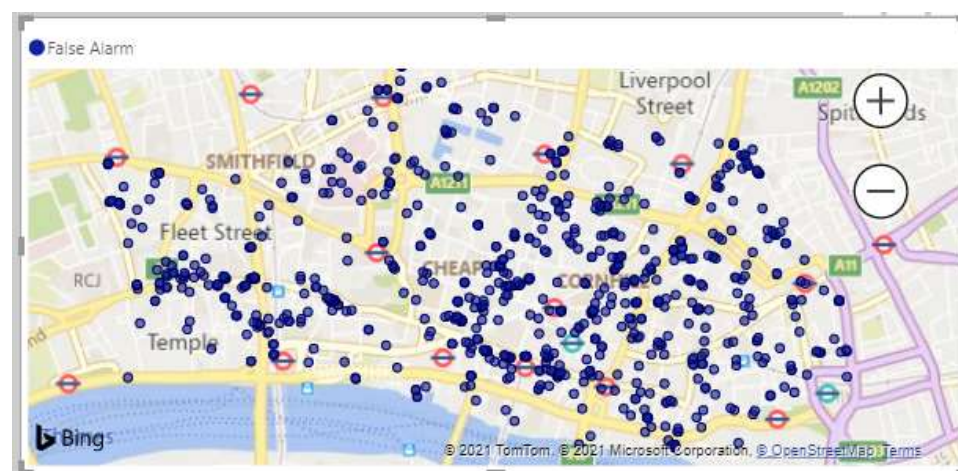 False Alarm
Liverpool
Street
A1202
SMITHFIELD
A1211
Fleet Street
CHEAP
CORNHILL
A11
RCJ
Temple
Bing
© 2021 TomTom, © 2021 Microsoft Corporation, © OpenStreetMap Terms